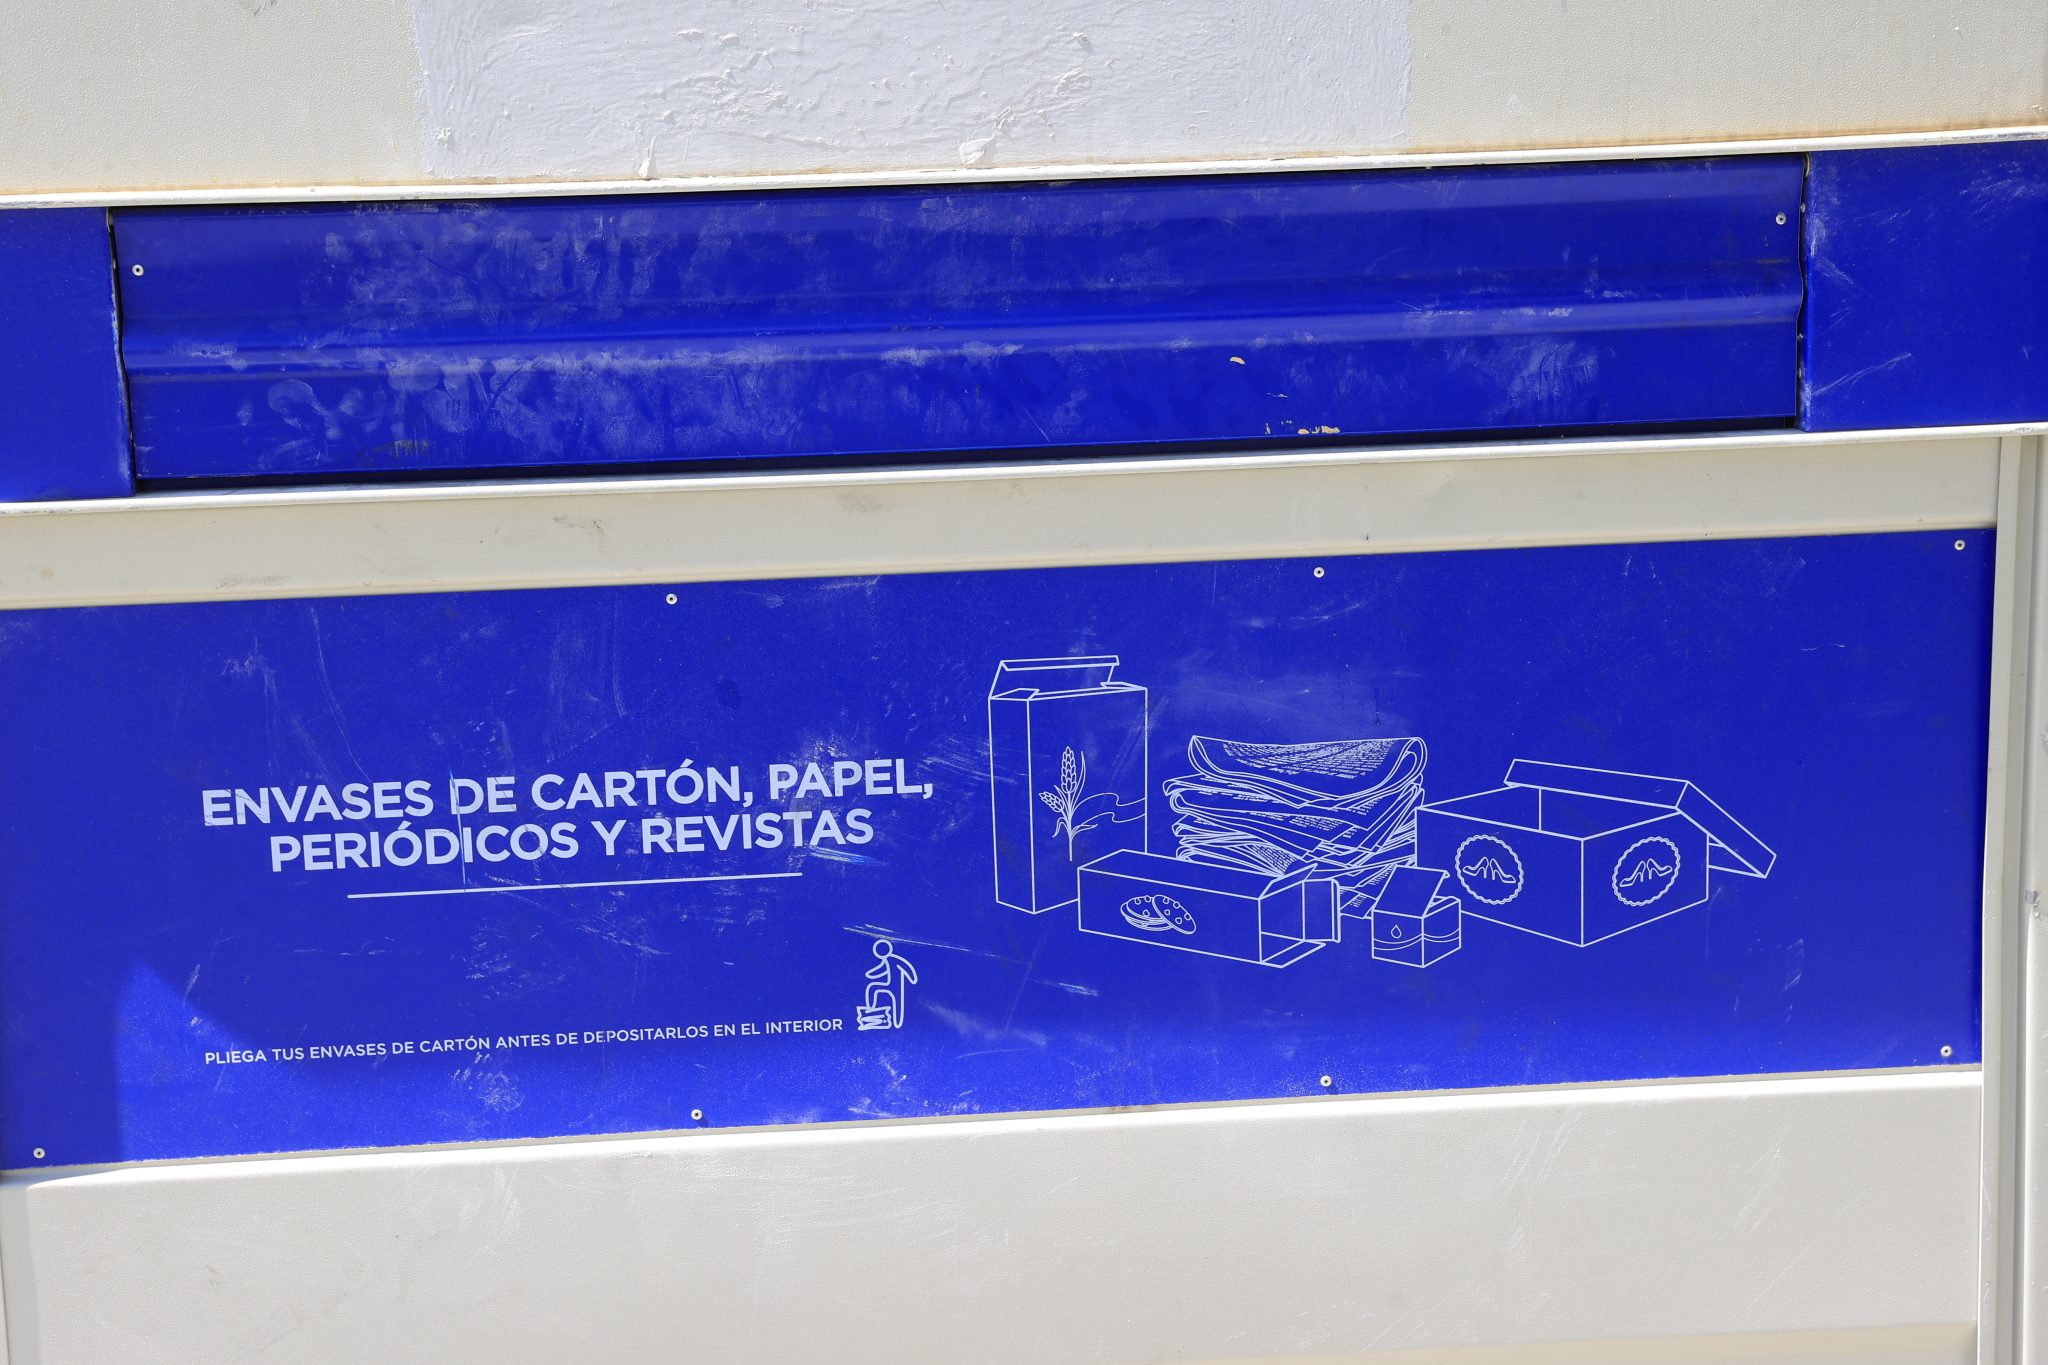 ENVASES DE CARTÓN, PAPEL,
PERIÓDICOS Y REVISTAS
PLIEGA TUS ENVASES DE CARTÓN ANTES DE DEPOSITARLOS EN EL INTERIOR